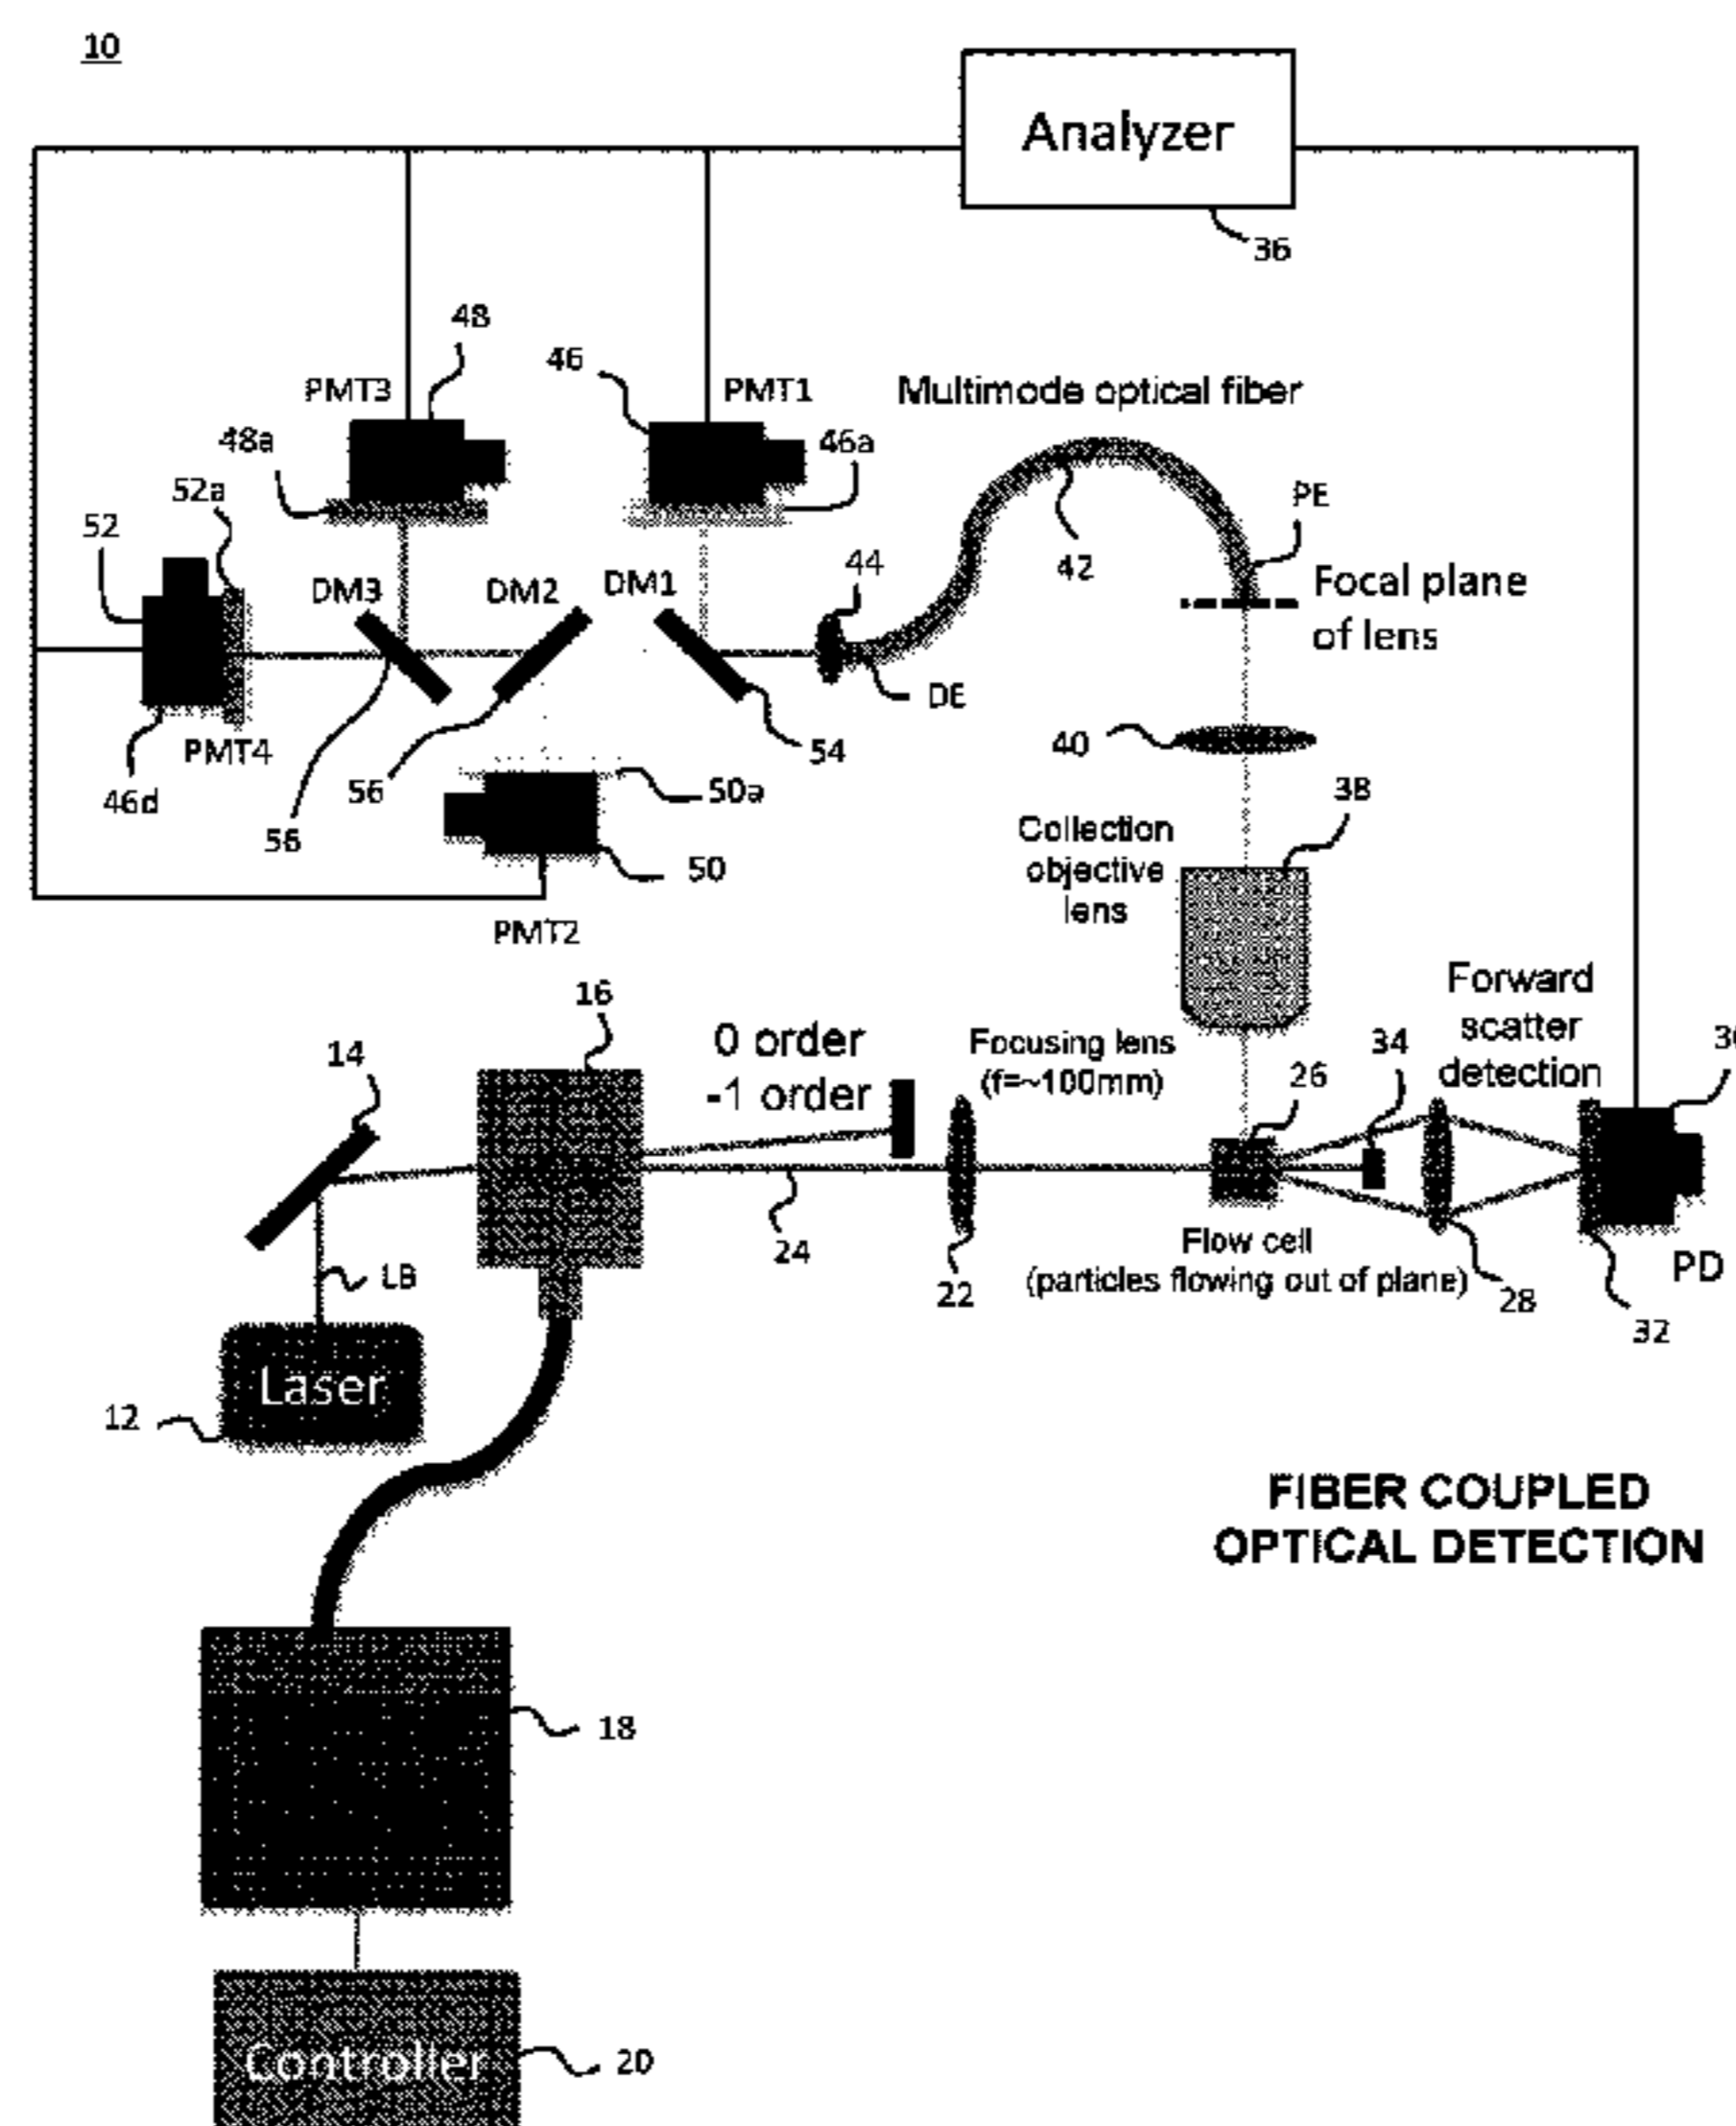 10
Analyzer
36
48
46
PMT3
PMT1
Multimode optical fiber
48a
46a
52a
PE
52
44
42
DM3
DM2
DM1
Focal plane
of lens
DE
40
54
PMT4
46d
56
50a
38
56
Collection
objective
lens
50
PMT2
Forward
scatter
detection
16
0 order
-1 order
Focusing lens
(f=~100mm)
34
14
26
24
Flow cell
(particles flowing out of plane)
PD
LB
22
28
32
Laser
12
FIBER COUPLED
OPTICAL DETECTION
18
Controller
20